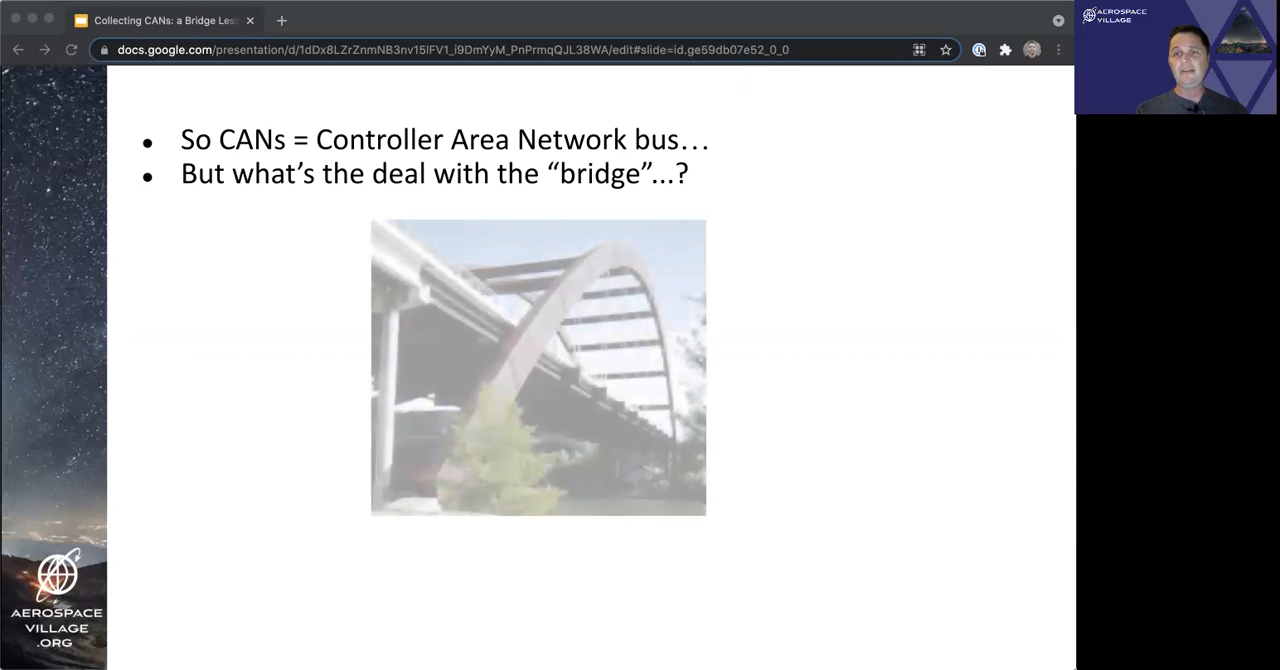 Collecting CANs: a Bridge Less
docs.google.com/presentation/d/1dDx8LZrZnmNB3nv15lFV1_i9DmYyM_PnPrmqQJL38WA/edit#slide=id.ge59db07e52_0_0
AEROSPACE
VILLAGE
So CANs = Controller Area Network bus…
But what’s the deal with the “bridge”...?
AEROSPACE
VILLAGE
.ORG